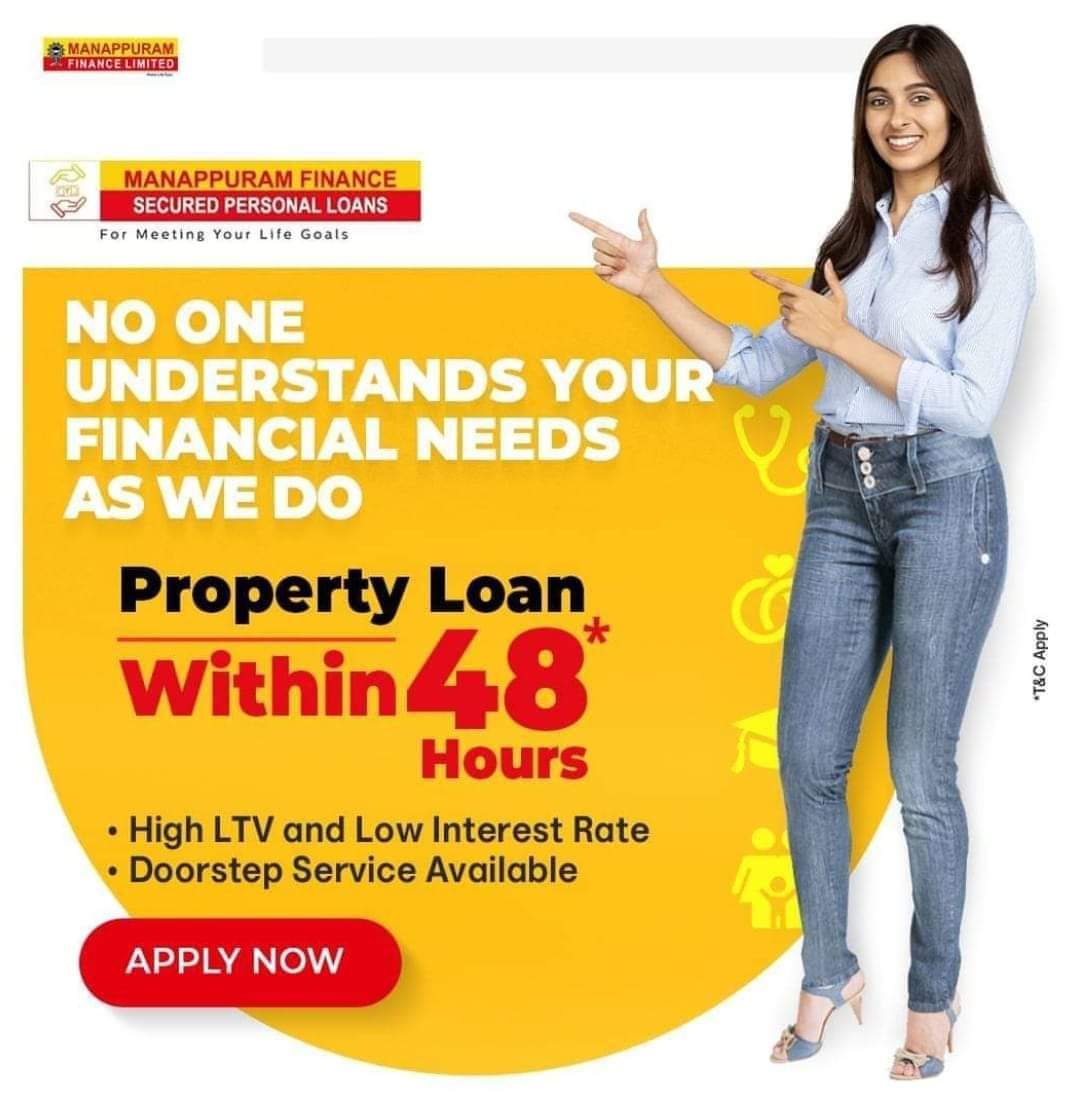 MANAPPURAM
FINANCE LIMITED
MANAPPURAM FINANCE
SECURED PERSONAL LOANS
For Meeting Your Life Goals
NO ONE
UNDERSTANDS YOUR
FINANCIAL NEEDS
AS WE DO
Property Loan
Within 48*
Hours
• High LTV and Low Interest Rate
• Doorstep Service Available
APPLY NOW
*T&C Apply